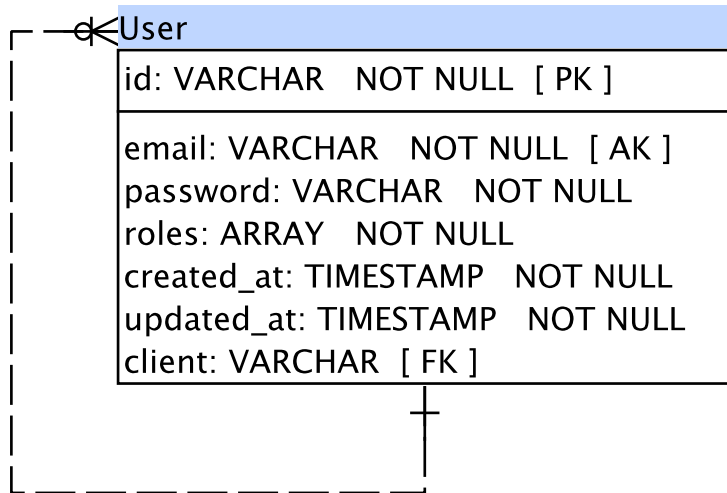 User
id: VARCHAR NOT NULL [ PK ]
email: VARCHAR NOT NULL [ AK ]
password: VARCHAR NOT NULL
roles: ARRAY NOT NULL
created_at: TIMESTAMP NOT NULL
updated_at: TIMESTAMP NOT NULL
client: VARCHAR [ FK ]